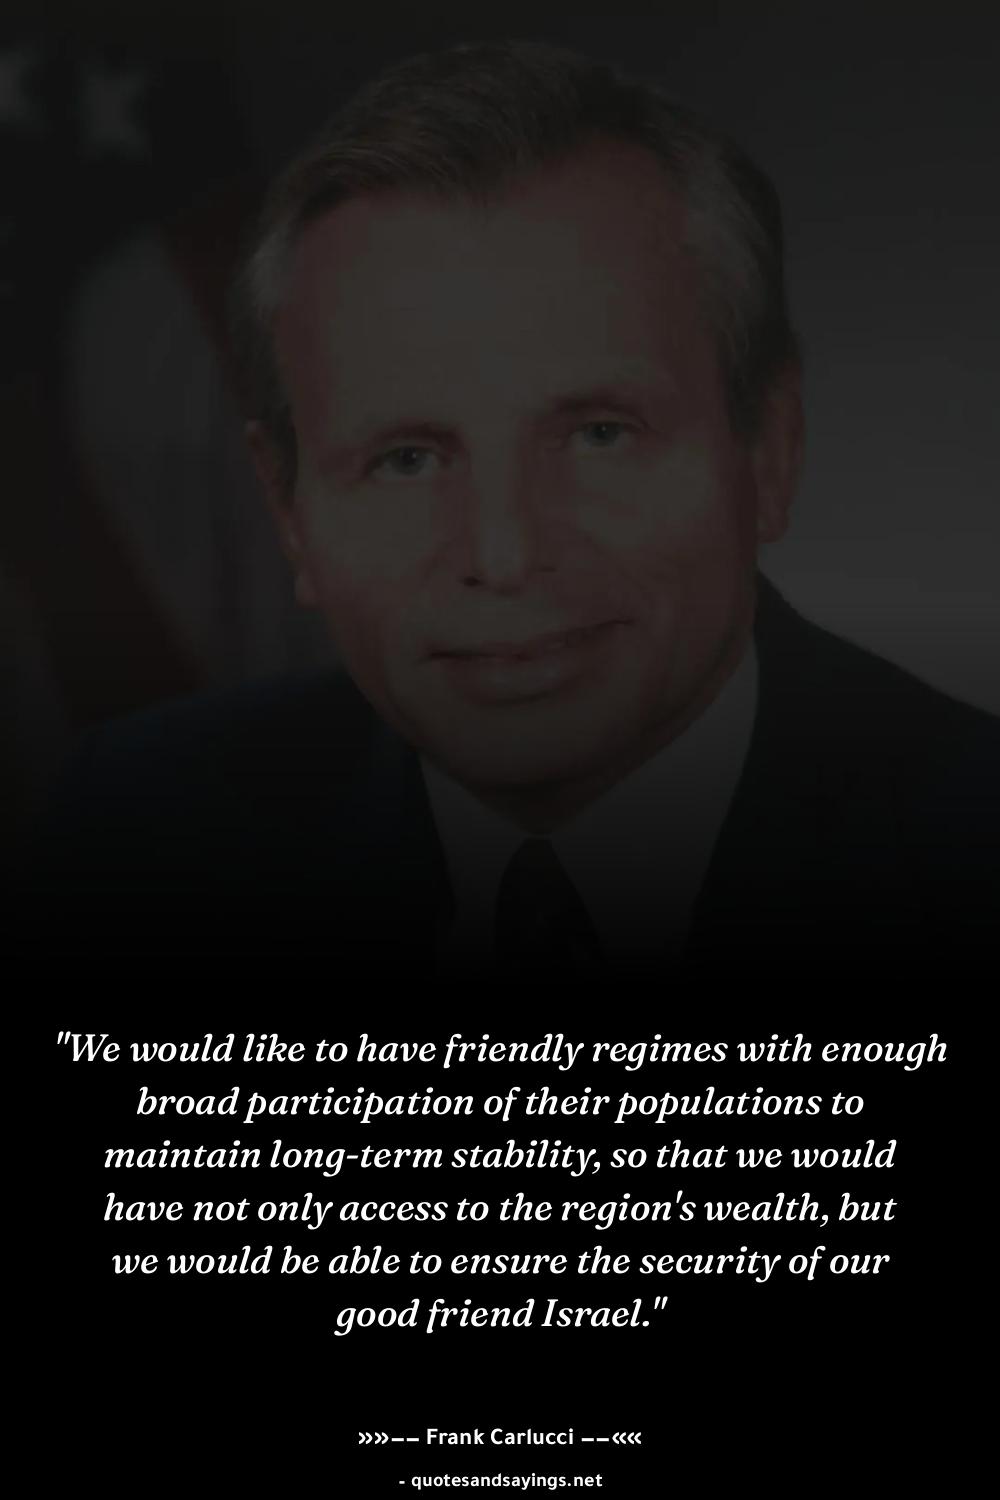 "We would like to have friendly regimes with enough
broad participation of their populations to
maintain long-term stability, so that we would
have not only access to the region's wealth, but
we would be able to ensure the security of our
good friend Israel."
»»−− Frank Carlucci −−««
- quotesandsayings.net